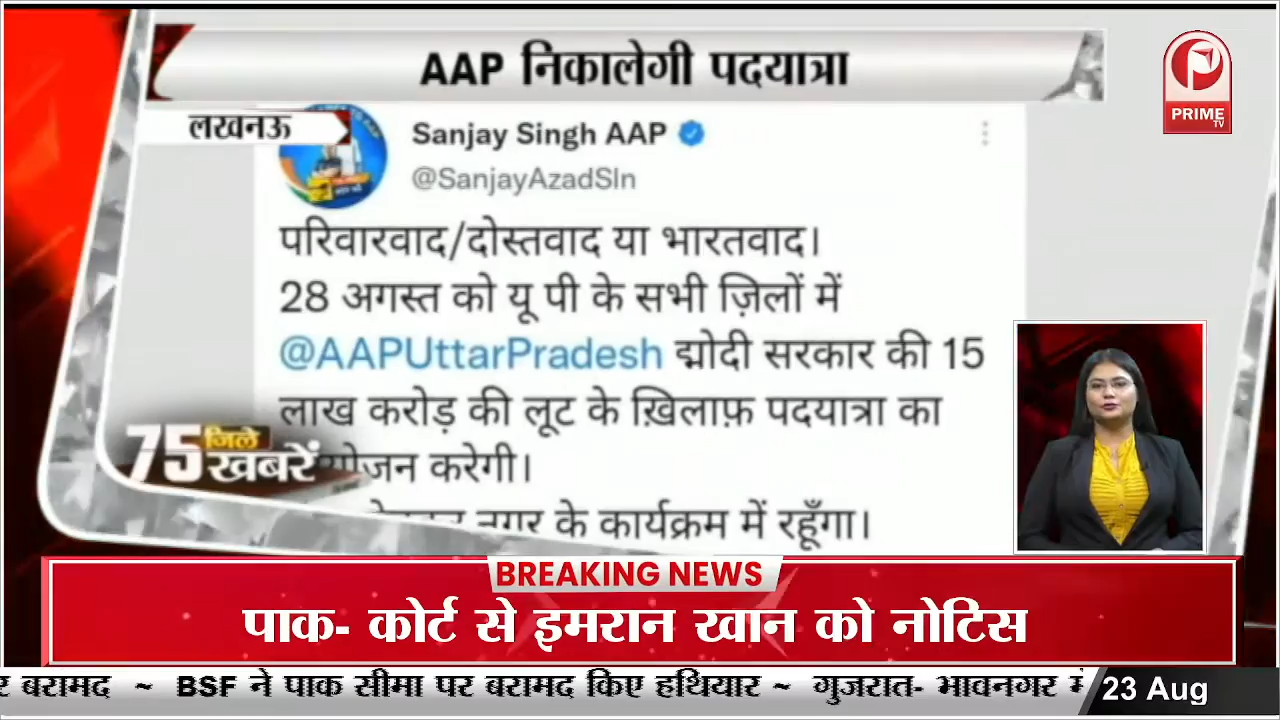 AAP निकालेगी पदयात्रा
PRIME
TV
लखनऊ
Sanjay Singh AAP
@SanjayAzadSln
परिवारवाद/दोस्तवाद या भारतवाद।
28 अगस्त को यू पी के सभी ज़िलों में
@AAPUttarPradesh द्मोदी सरकार की 15
लाख करोड़ की लूट के ख़िलाफ़ पदयात्रा का
करेगी।
नगर के कार्यक्रम में रहूँगा।
75 जिले
खबरें
BREAKING NEWS
पाक- कोर्ट से इमरान खान को नोटिस
बरामद ~ BSF ने पाक सीमा पर बरामद किए हथियार ~ गुजरात- भावनगर
23 Aug